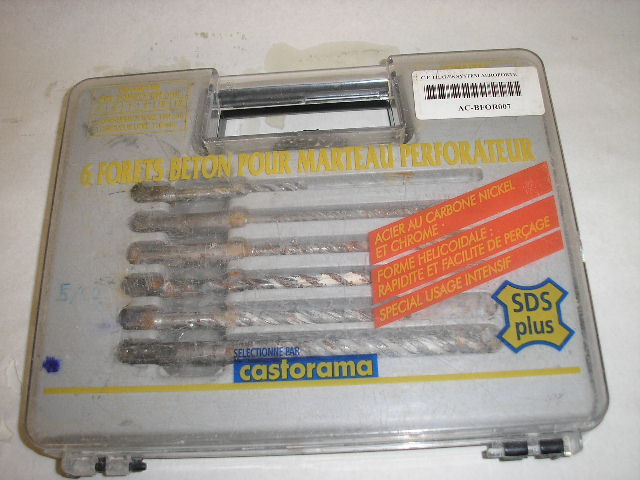 AC-BFOR007
6 FORETS BETON POUR MARTEAU PERFORATEUR
ACIER AU CARBONE NICKEL
ET CHROME.
FORME HELICOIDALE :
RAPIDITE ET FACILITE DE PERÇAGE
SPECIAL USAGE INTENSIF
SDS
plus
SELECTIONNE PAR
castorama